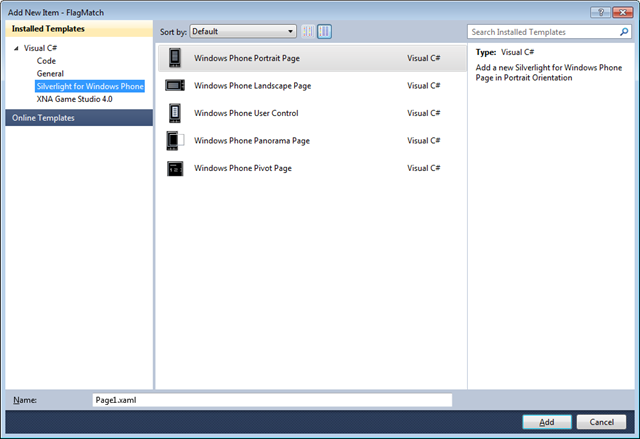 Add New Item - FlagMatch
Installed Templates
Sort by: Default
Search Installed Templates
Visual C#
Code
General
Silverlight for Windows Phone
XNA Game Studio 4.0
Online Templates
Windows Phone Portrait Page Visual C#
Windows Phone Landscape Page Visual C#
Windows Phone User Control Visual C#
Windows Phone Panorama Page Visual C#
Windows Phone Pivot Page Visual C#
Type: Visual C#
Add a new Silverlight for Windows Phone
Page in Portrait Orientation
Name: Page1.xaml
Add Cancel